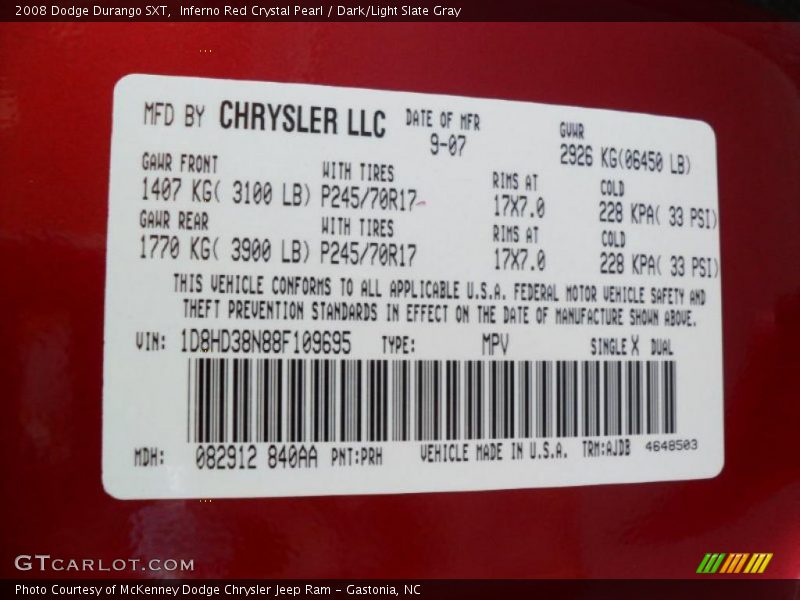 2008 Dodge Durango SXT,  Inferno Red Crystal Pearl / Dark/Light Slate Gray
MFD BY CHRYSLER LLC DATE OF MFR GVWR
9-07 2926 KG(06450 LB)
GAWR FRONT WITH TIRES RIMS AT COLD
1407 KG( 3100 LB) P245/70R17 17X7.0 228 KPA( 33 PSI)
GAWR REAR WITH TIRES RIMS AT COLD
1770 KG( 3900 LB) P245/70R17 17X7.0 228 KPA( 33 PSI)
THIS VEHICLE CONFORMS TO ALL APPLICABLE U.S.A. FEDERAL MOTOR VEHICLE SAFETY AND
THEFT PREVENTION STANDARDS IN EFFECT ON THE DATE OF MANUFACTURE SHOWN ABOVE.
VIN: 1D8HD38N88F109695 TYPE: MPV SINGLE X DUAL
MDH: 082912 840AA PNT:PRH VEHICLE MADE IN U.S.A. TRM:AJDB 4648503
GTCARLOT.COM
Photo Courtesy of McKenney Dodge Chrysler Jeep Ram - Gastonia, NC